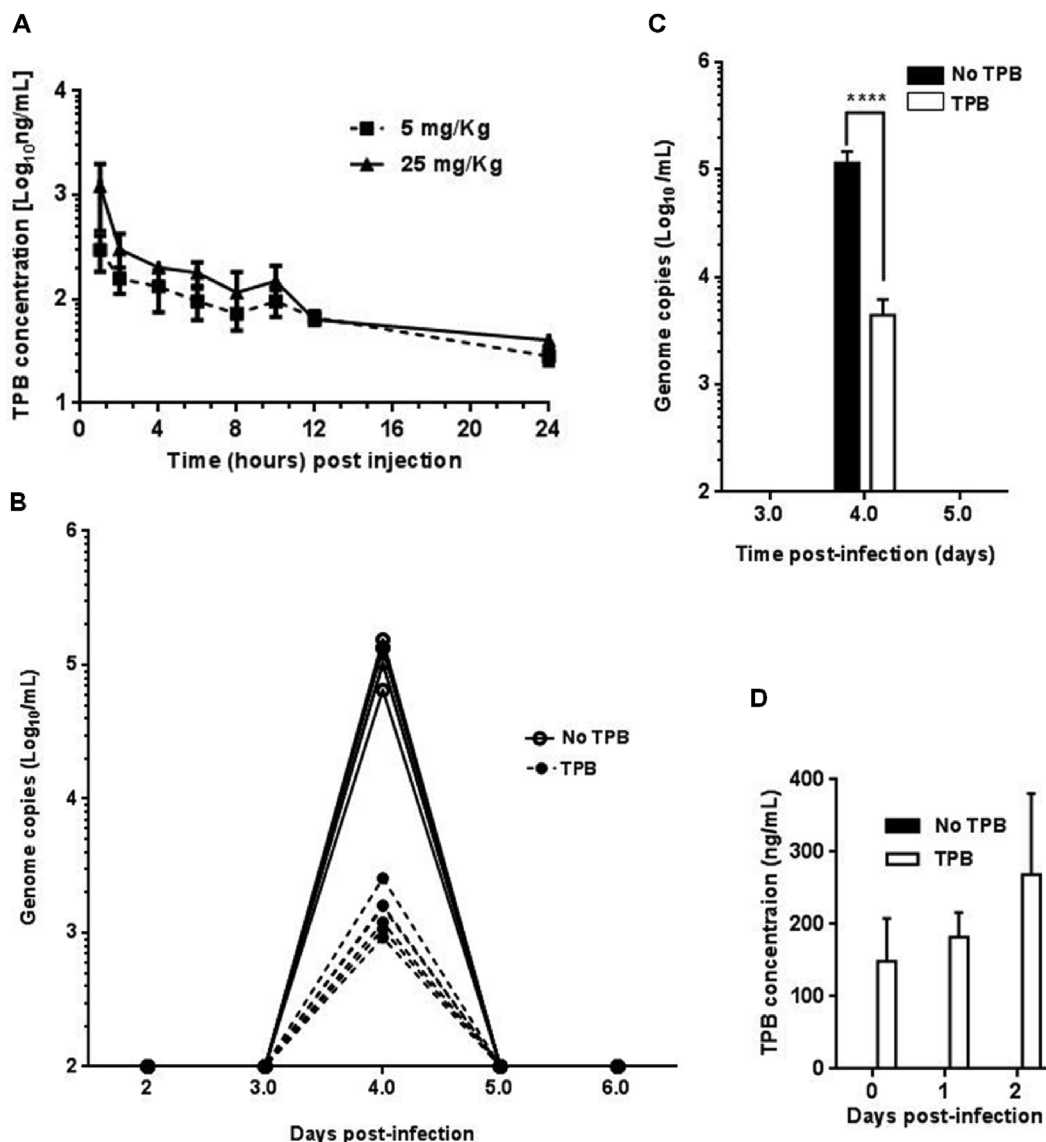 A
TPB concentration [Log₁₀ng/mL]
4
3
2
1
5 mg/Kg
25 mg/Kg
0 4 8 12 16 20 24
Time (hours) post injection
B
Genome copies (Log₁₀/mL)
6
5
4
3
2
No TPB
TPB
2 3.0 4.0 5.0 6.0
Days post-infection
C
Genome copies (Log₁₀/mL)
6
5
4
3
2
No TPB
TPB
****
3.0 4.0 5.0
Time post-infection (days)
D
TPB concentraion (ng/mL)
400
300
200
100
0
No TPB
TPB
0 1 2
Days post-infection